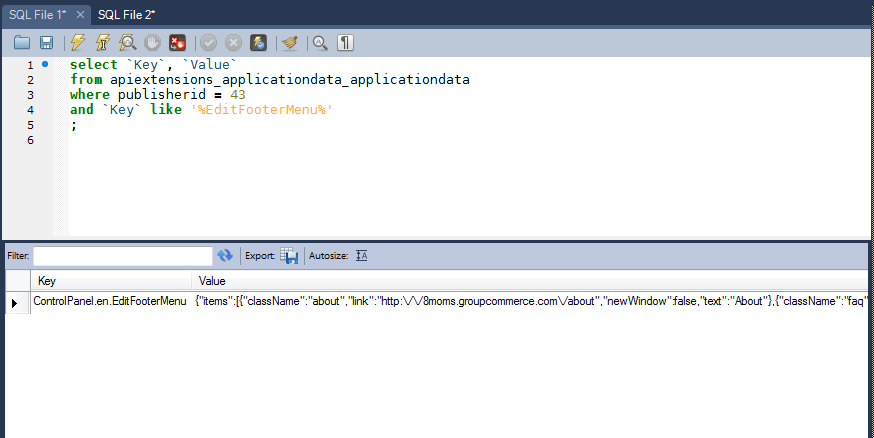 SQL File 1* × SQL File 2*
1 select `Key`, `Value`
2 from apiextensions_applicationdata_applicationdata
3 where publisherid = 43
4 and `Key` like '%EditFooterMenu%'
5 ;
6
Filter: Export: Autosize: A
Key Value
ControlPanel.en.EditFooterMenu {"items":[{"className":"about","link":"http:\/\/8moms.groupcommerce.com\/about","newWindow":false,"text":"About"},{"className":"faq"